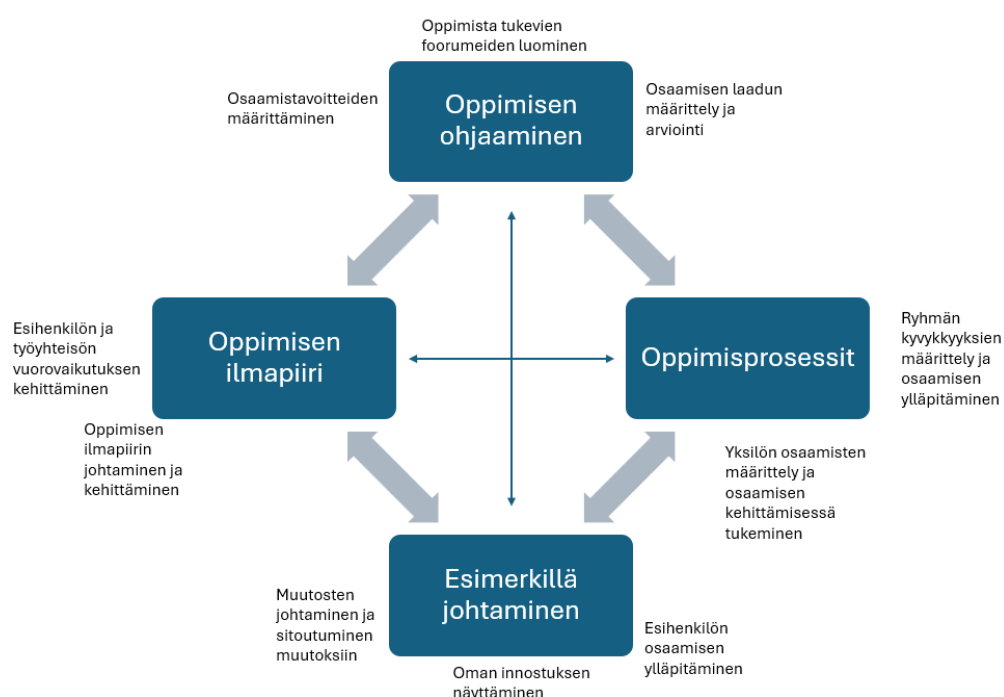 Oppimista tukevien
foorumeiden luominen
Osaamistavoitteiden
määrittäminen
Oppimisen
ohjaaminen
Osaamisen laadun
määrittely ja
arviointi
Esihenkilön ja
työyhteisön
vuorovaikutuksen
kehittäminen
Oppimisen
ilmapiiri
Oppimisprosessit
Ryhmän
kyvykkyyksien
määrittely ja
osaamisen
ylläpitäminen
Oppimisen
ilmapiirin
johtaminen ja
kehittäminen
Yksilön osaamisten
määrittely ja
osaamisen
kehittämisessä
tukeminen
Muutosten
johtaminen ja
sitoutuminen
muutoksiin
Esimerkillä
johtaminen
Esihenkilön
osaamisen
ylläpitäminen
Oman innostuksen
näyttäminen